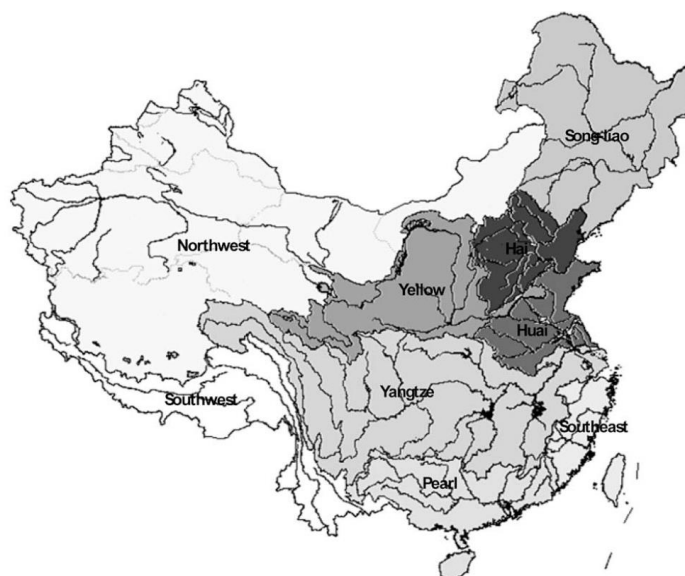 Song-liao
Northwest
Hai
Yellow
Huai
Southwest
Yangtze
Southeast
Pearl